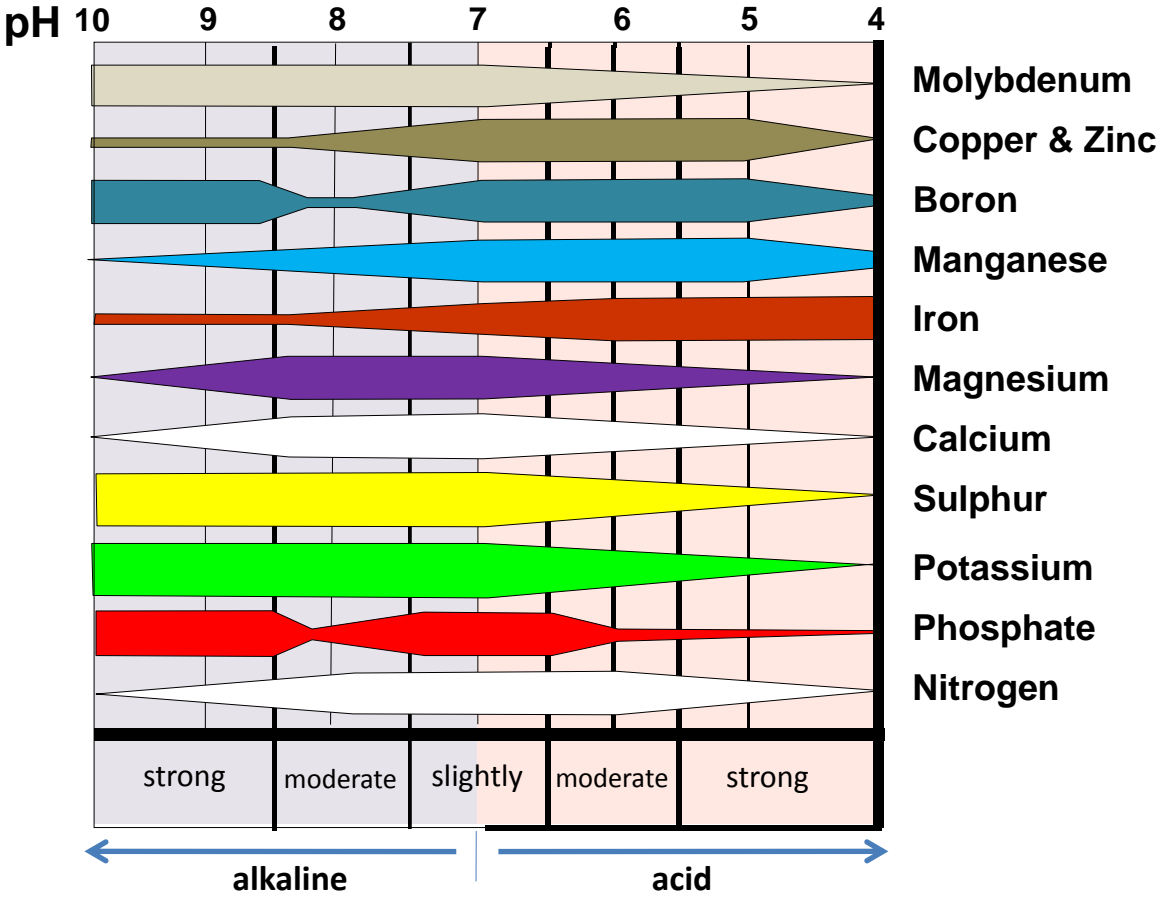 pH 10 9 8 7 6 5 4
Molybdenum
Copper & Zinc
Boron
Manganese
Iron
Magnesium
Calcium
Sulphur
Potassium
Phosphate
Nitrogen
strong moderate slightly moderate strong
alkaline acid